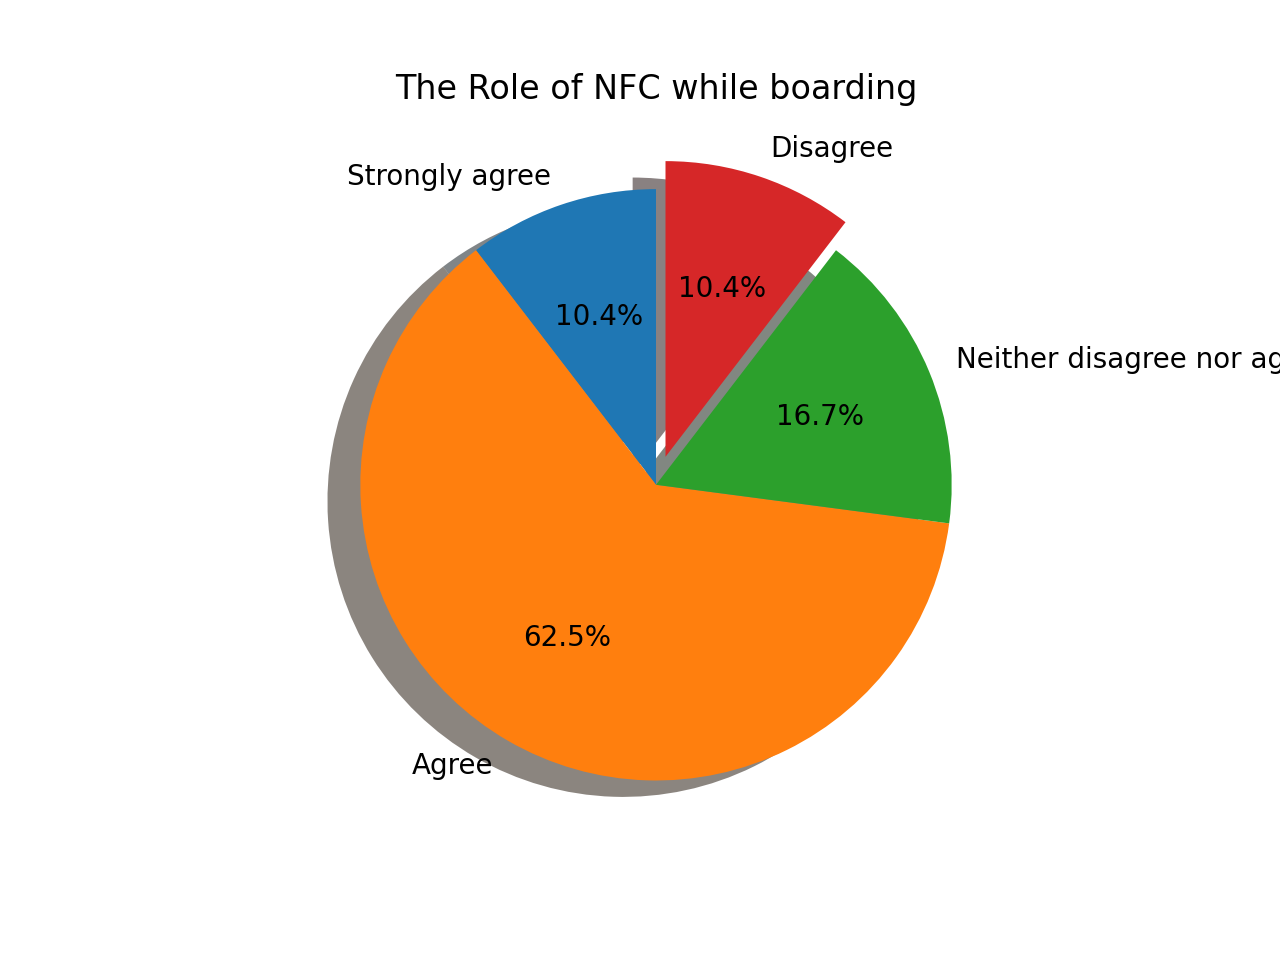 The Role of NFC while boarding
Disagree
Strongly agree
10.4%
10.4%
Neither disagree nor
16.7%
62.5%
Agree